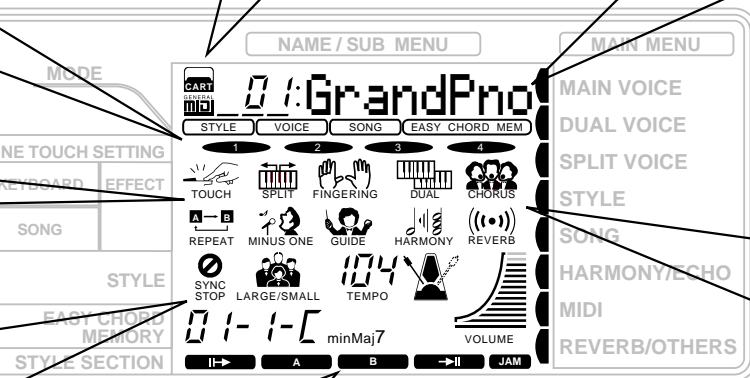 NAME / SUB MENU
MAIN MENU
MODE
CART
GENERAL
MIDI
_ _ 01:GrandPno
STYLE VOICE SONG EASY CHORD MEM
1 2 3 4
MAIN VOICE
DUAL VOICE
SPLIT VOICE
STYLE
SONG
HARMONY/ECHO
MIDI
REVERB/OTHERS
NE TOUCH SETTING
KEYBOARD EFFECT
SONG
STYLE
EASY CHORD
MEMORY
STYLE SECTION
TOUCH SPLIT FINGERING DUAL CHORUS
A B
REPEAT MINUS ONE GUIDE HARMONY REVERB
SYNC
STOP LARGE/SMALL 104
TEMPO
01-1-C minMaj7 VOLUME
A B JAM